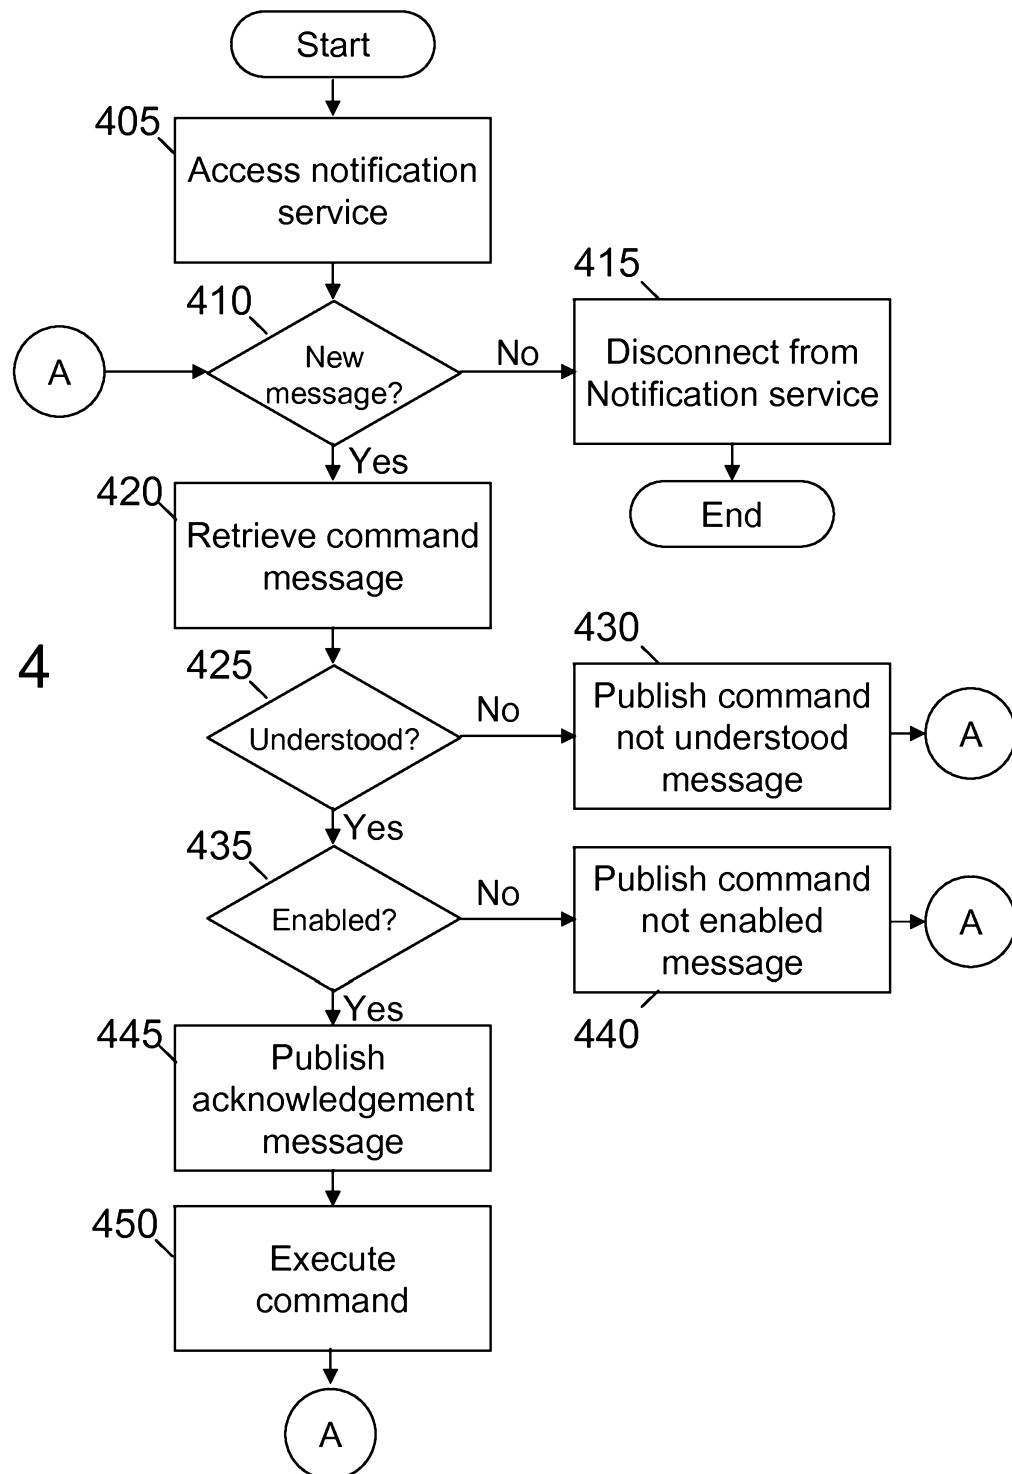 Start
405
Access notification
service
415
410
A
New
message?
No
Disconnect from
Notification service
Yes
420
Retrieve command
message
End
4
425
Understood?
No
430
Publish command
not understood
message
A
Yes
435
Enabled?
No
Publish command
not enabled
message
A
440
Yes
445
Publish
acknowledgement
message
450
Execute
command
A